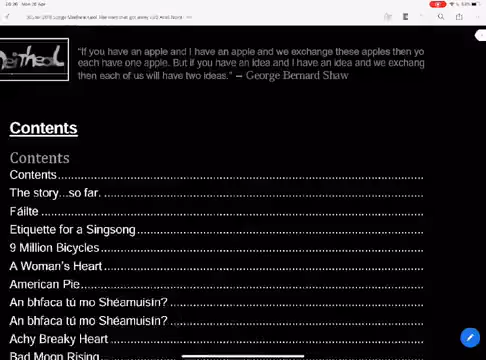 "If you have an apple and I have an apple and we exchange these apples then yo
each have one apple. But if you have an idea and I have an idea and we exchang
then each of us will have two ideas." – George Bernard Shaw
Contents
Contents
Contents
The story...so far.
Fáilte
Etiquette for a Singsong
9 Million Bicycles
A Woman's Heart
American Pie
An bhfaca tú mo Shéamuisín?
An bhfaca tú mo Shéamuisín?
Achy Breaky Heart
Bad Moon Rising